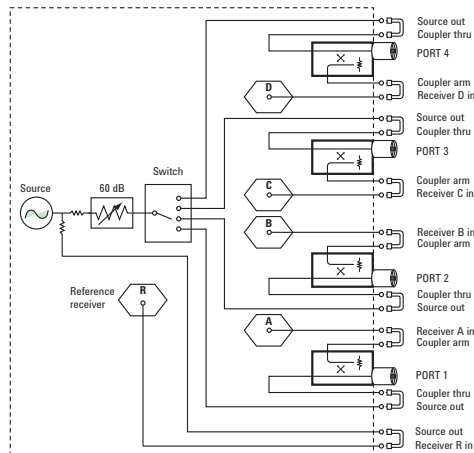 Source out
Coupler thru
PORT 4
Coupler arm
D
Receiver D in
Source out
Coupler thru
PORT 3
Switch
Coupler arm
Source
60 dB
C
Receiver C in
B
Receiver B in
Coupler arm
PORT 2
Reference
receiver
R
Coupler thru
Source out
A
Receiver A in
Coupler arm
PORT 1
Coupler thru
Source out
Source out
Receiver R in